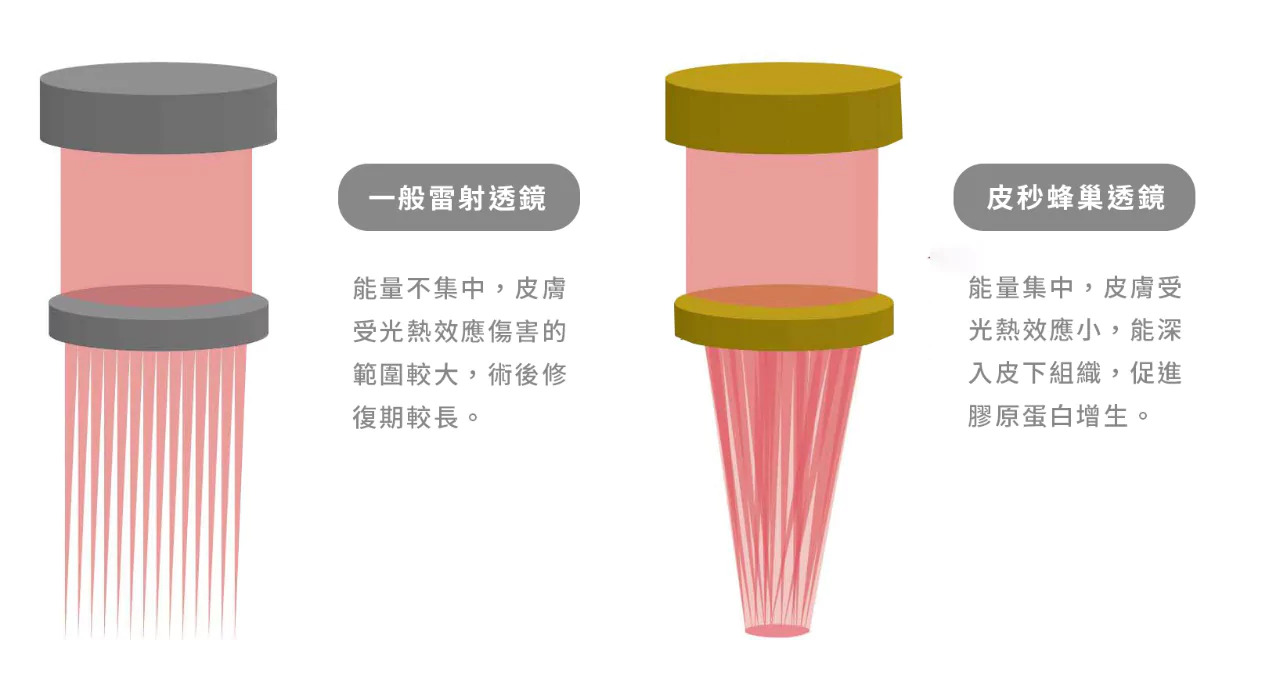 一般雷射透鏡
能量不集中，皮膚
受光熱效應傷害的
範圍較大，術後修
復期較長。
皮秒蜂巢透鏡
能量集中，皮膚受
光熱效應小，能深
入皮下組織，促進
膠原蛋白增生。